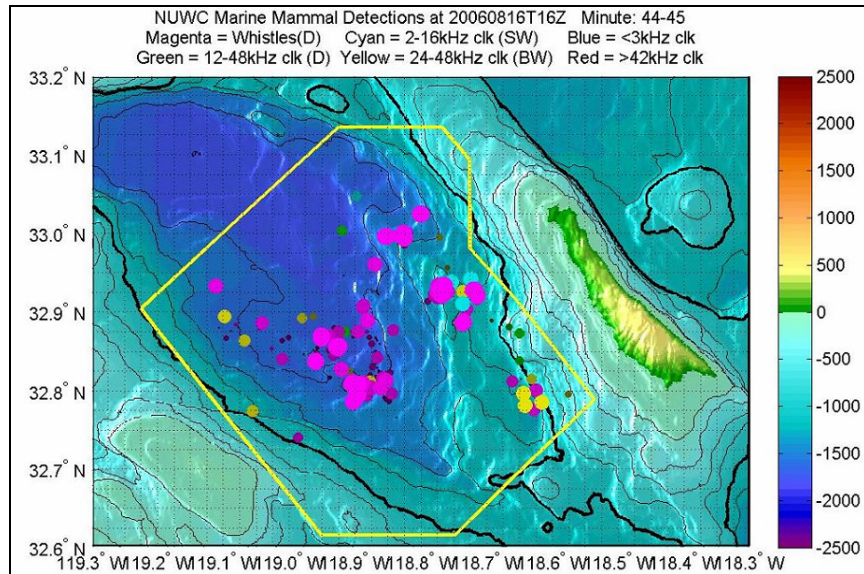 NUWC Marine Mammal Detections at 20060816T16Z Minute: 44-45
Magenta = Whistles(D) Cyan = 2-16kHz clk (SW) Blue = <3kHz clk
Green = 12-48kHz clk (D) Yellow = 24-48kHz clk (BW) Red = >42kHz clk
33.2° N
33.1° N
33.0° N
32.9° N
32.8° N
32.7° N
32.6° N
119.3° W119.2° W119.1° W119.0° W118.9° W118.8° W118.7° W118.6° W118.5° W118.4° W118.3° W
2500
2000
1500
1000
500
0
-500
-1000
-1500
-2000
-2500